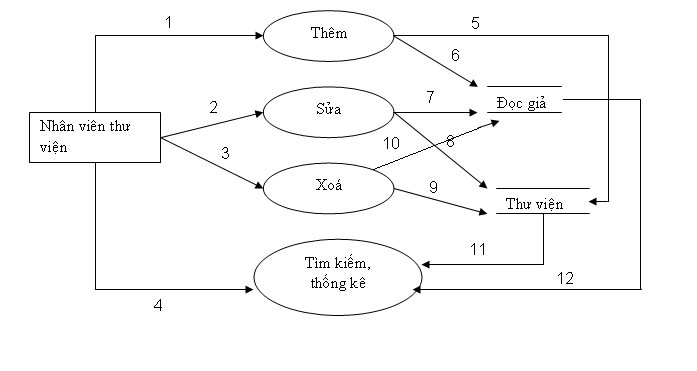 1
Thêm
5
6
Đọc giả
2
Sửa
7
Nhân viên thư
viện
3
10
8
Xoá
9
Thư viện
Tìm kiếm,
thống kê
11
12
4